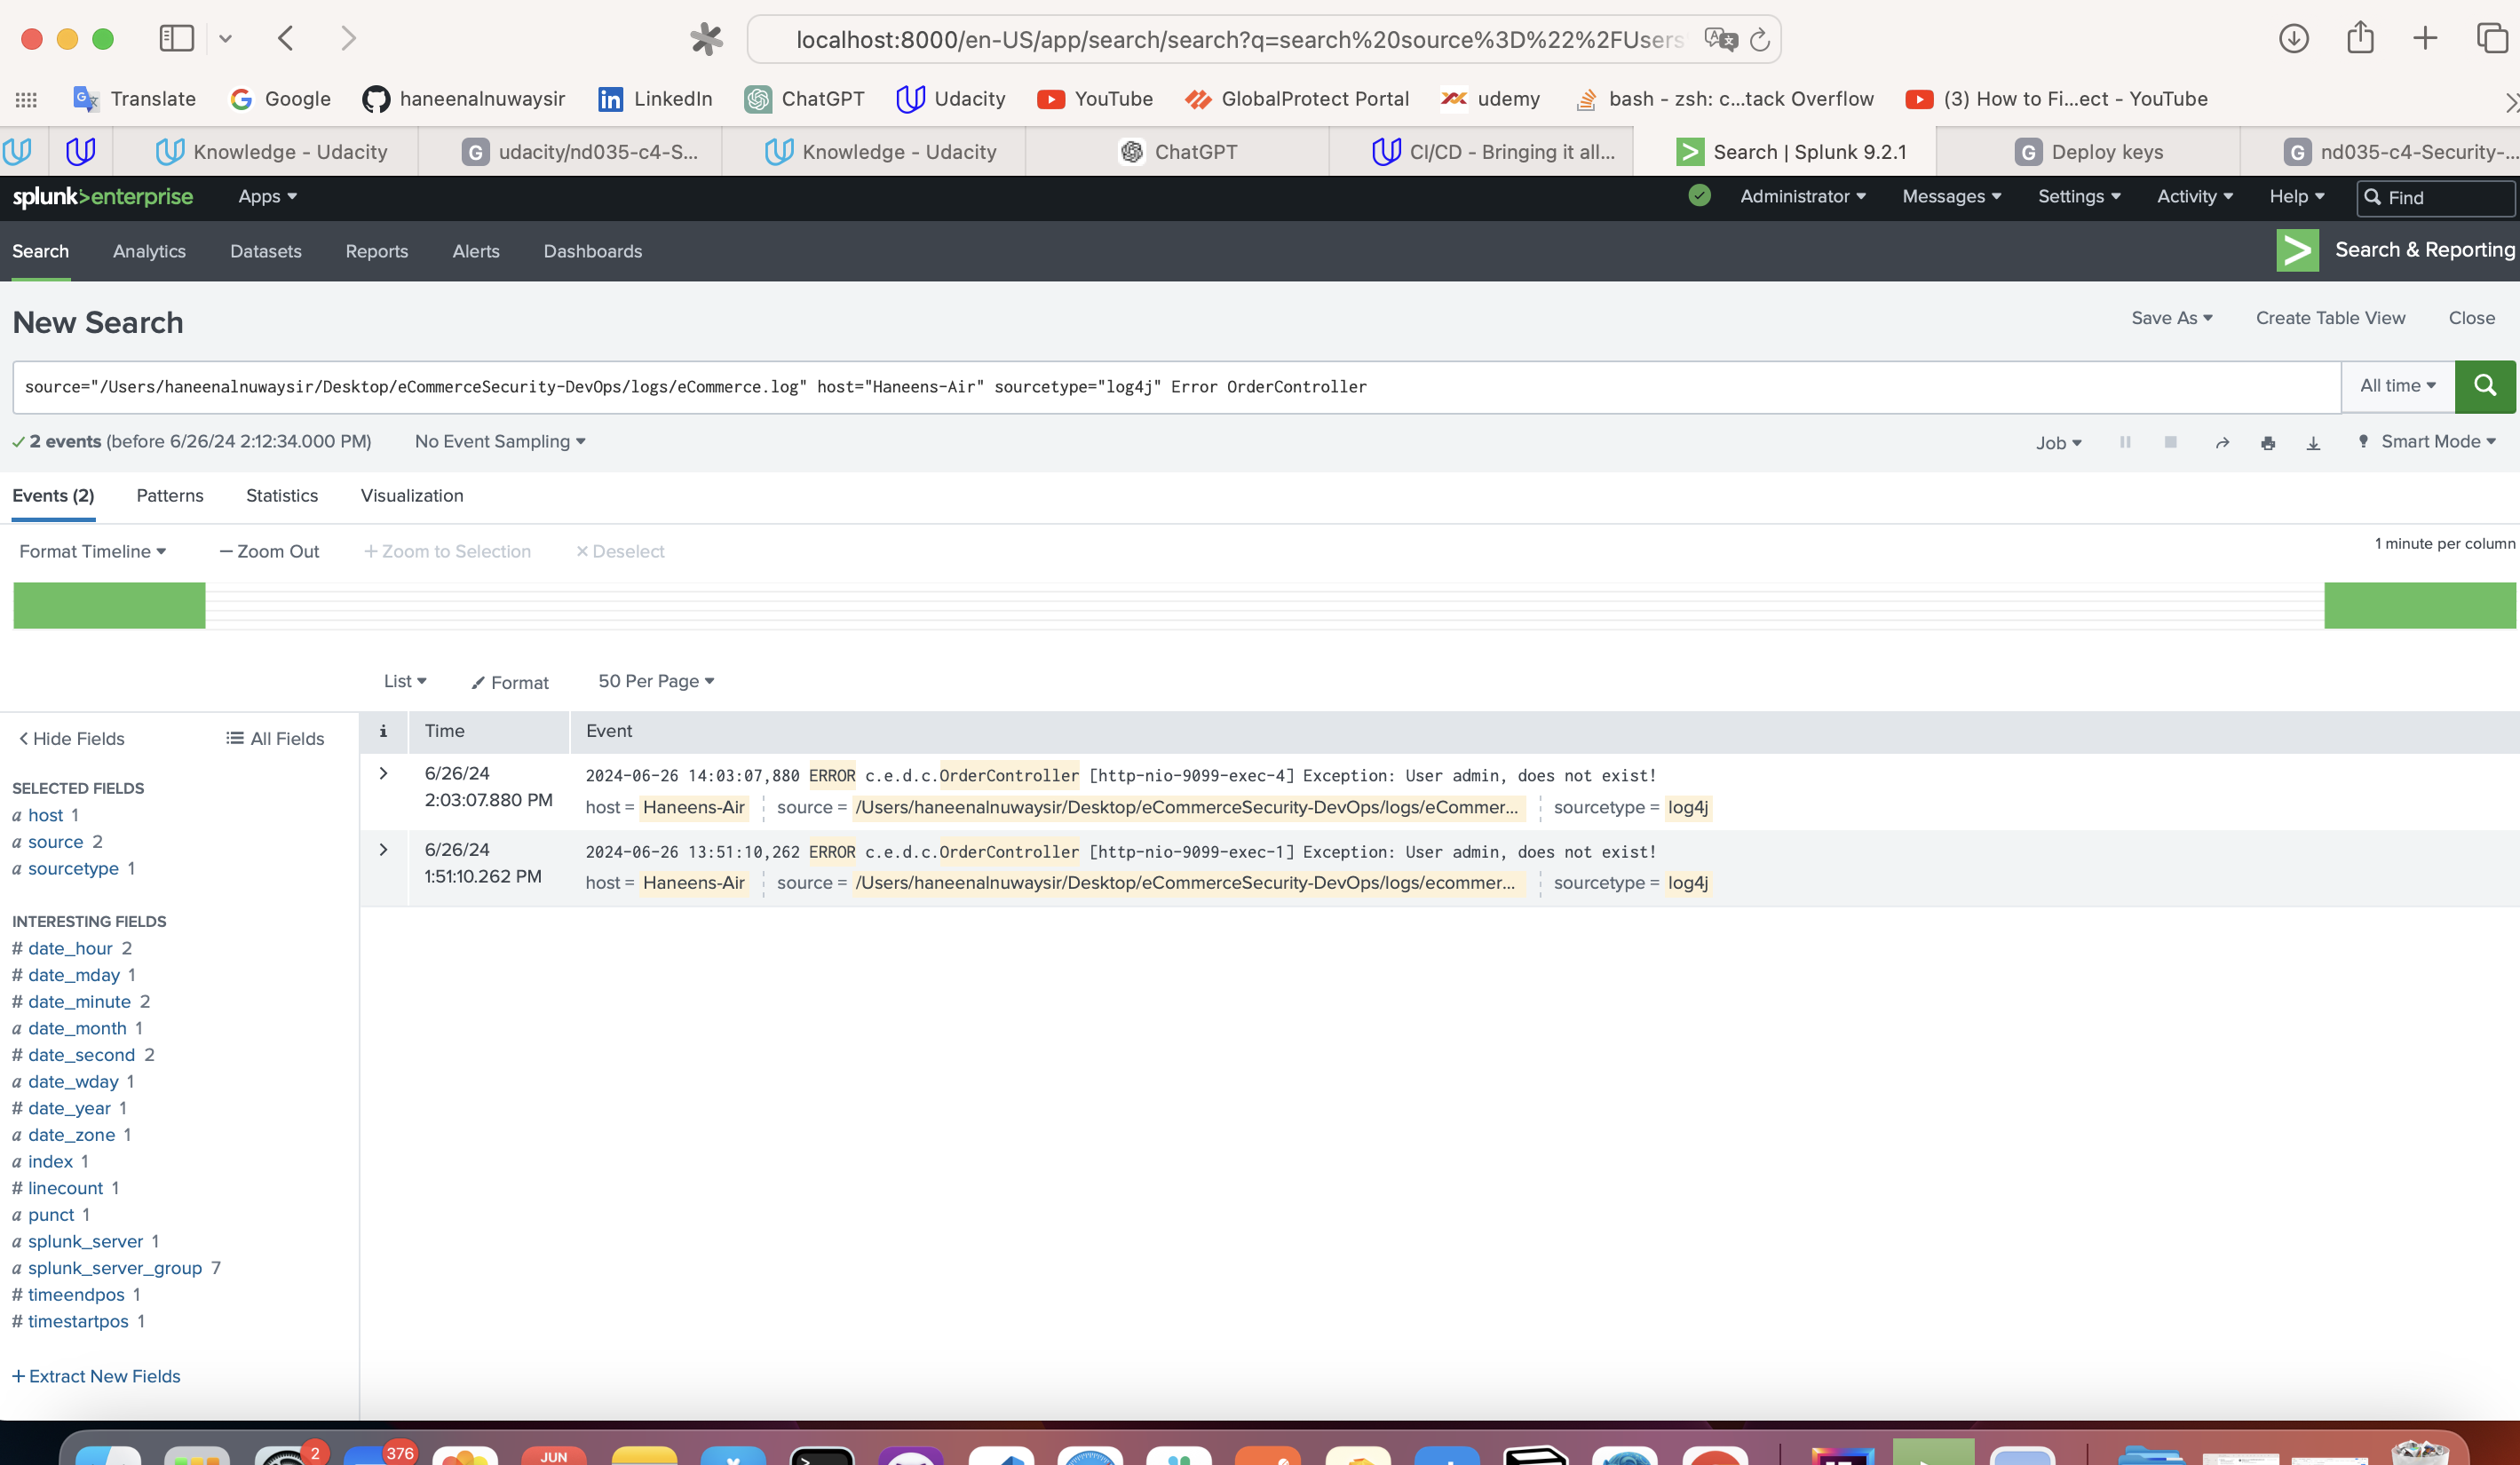 localhost:8000/en-US/app/search/search?q=search%20source%3D%22%2FUsers
Translate Google haneenalnuwaysir LinkedIn ChatGPT Udacity YouTube GlobalProtect Portal udemy bash - zsh: c...tack Overflow (3) How to Fi...ect - YouTube
Knowledge - Udacity G udacity/nd035-c4-S... Knowledge - Udacity ChatGPT CI/CD - Bringing it all... Search | Splunk 9.2.1 G Deploy keys G nd035-c4-Security-...
splunk>enterprise Apps Administrator Messages Settings Activity Help Find
Search Analytics Datasets Reports Alerts Dashboards Search & Reporting
New Search Save As Create Table View Close
source="/Users/haneenalnuwaysir/Desktop/eCommerceSecurity-DevOps/logs/eCommerce.log" host="Haneens-Air" sourcetype="log4j" Error OrderController All time
2 events (before 6/26/24 2:12:34.000 PM) No Event Sampling Job Smart Mode
Events (2) Patterns Statistics Visualization
Format Timeline — Zoom Out + Zoom to Selection × Deselect 1 minute per column
List Format 50 Per Page
Hide Fields All Fields
i Time Event
SELECTED FIELDS
a host 1
a source 2
a sourcetype 1
INTERESTING FIELDS
# date_hour 2
# date_mday 1
# date_minute 2
a date_month 1
# date_second 2
a date_wday 1
# date_year 1
a date_zone 1
a index 1
# linecount 1
a punct 1
a splunk_server 1
a splunk_server_group 7
# timeendpos 1
# timestartpos 1
+ Extract New Fields
6/26/24
2:03:07.880 PM
2024-06-26 14:03:07,880 ERROR c.e.d.c.OrderController [http-nio-9099-exec-4] Exception: User admin, does not exist!
host = Haneens-Air source = /Users/haneenalnuwaysir/Desktop/eCommerceSecurity-DevOps/logs/eCommer... sourcetype = log4j
6/26/24
1:51:10.262 PM
2024-06-26 13:51:10,262 ERROR c.e.d.c.OrderController [http-nio-9099-exec-1] Exception: User admin, does not exist!
host = Haneens-Air source = /Users/haneenalnuwaysir/Desktop/eCommerceSecurity-DevOps/logs/ecommer... sourcetype = log4j
2 376 JUN